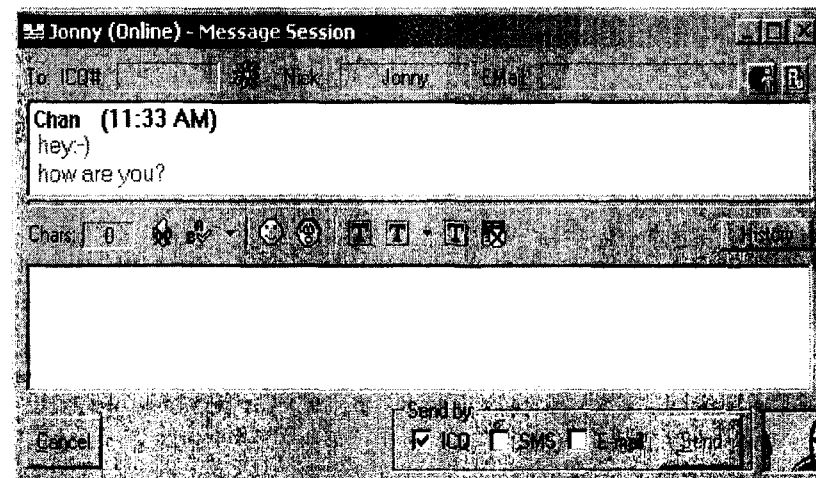 Jonny (Online) - Message Session
To: ICQ#: Nick: Jonny EMail:
Chan (11:33 AM)
hey:-)
how are you?
Chars: 0 History
Send by:
Cancel ICQ SMS E-mail Send